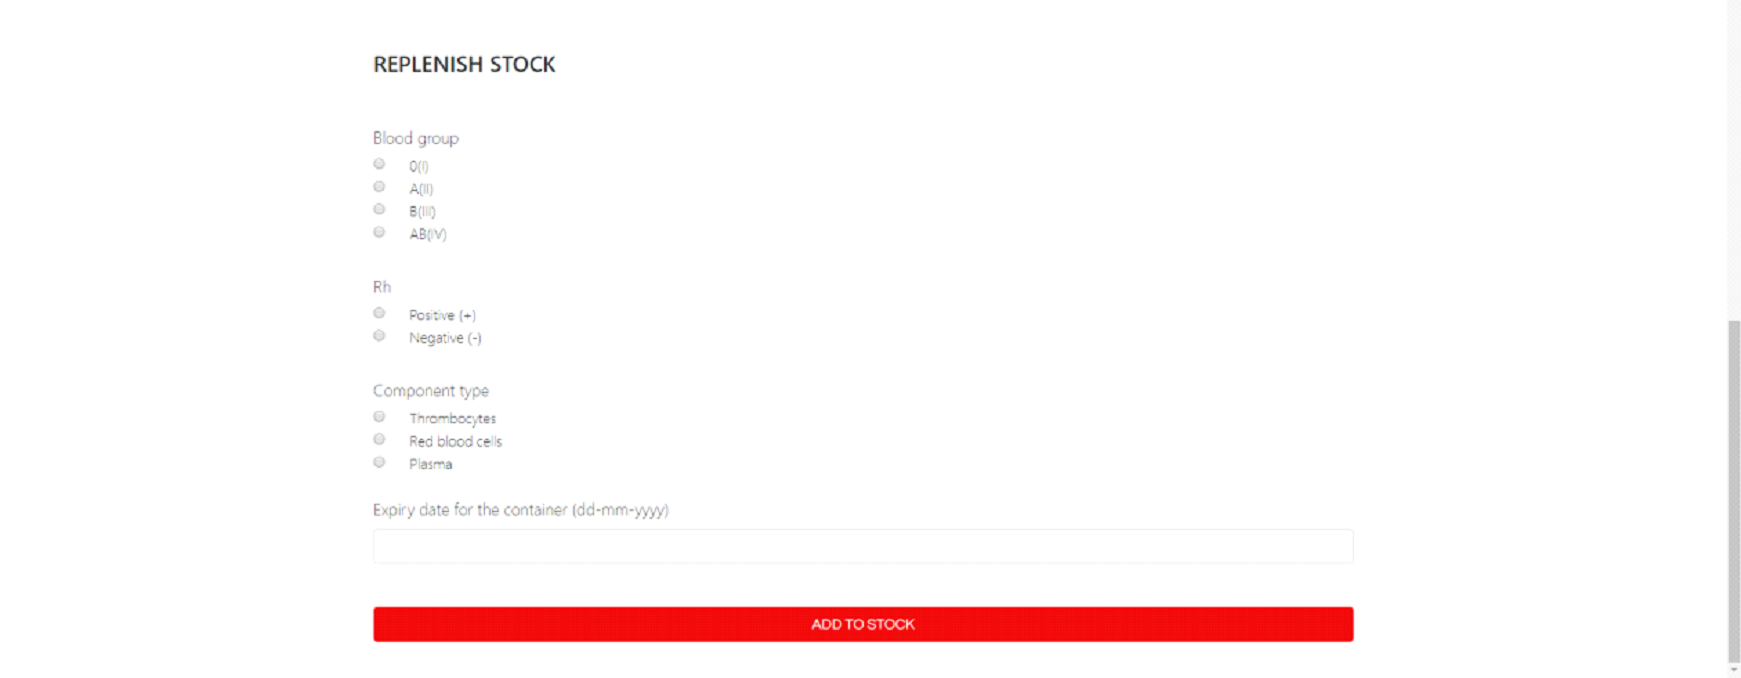 REPLENISH STOCK
Blood group
0(I)
A(II)
B(III)
AB(IV)
Rh
Positive (+)
Negative (-)
Component type
Thrombocytes
Red blood cells
Plasma
Expiry date for the container (dd-mm-yyyy)
ADD TO STOCK